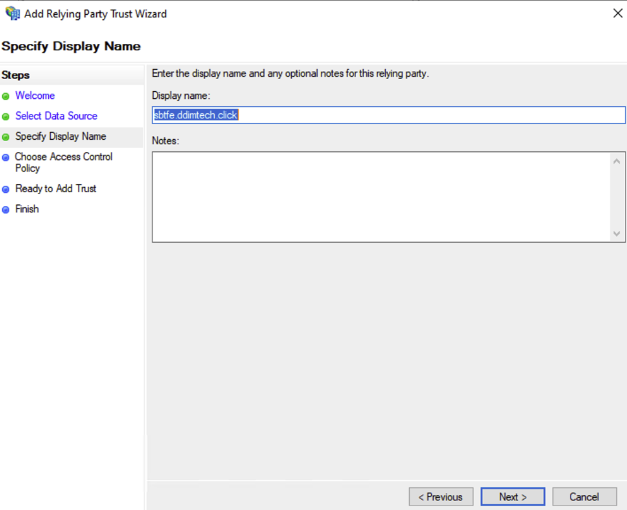 Add Relying Party Trust Wizard
Specify Display Name
Steps
Welcome
Select Data Source
Specify Display Name
Choose Access Control
Policy
Ready to Add Trust
Finish
Enter the display name and any optional notes for this relying party.
Display name:
sbtfe.ddimtech.click
Notes:
< Previous
Next >
Cancel